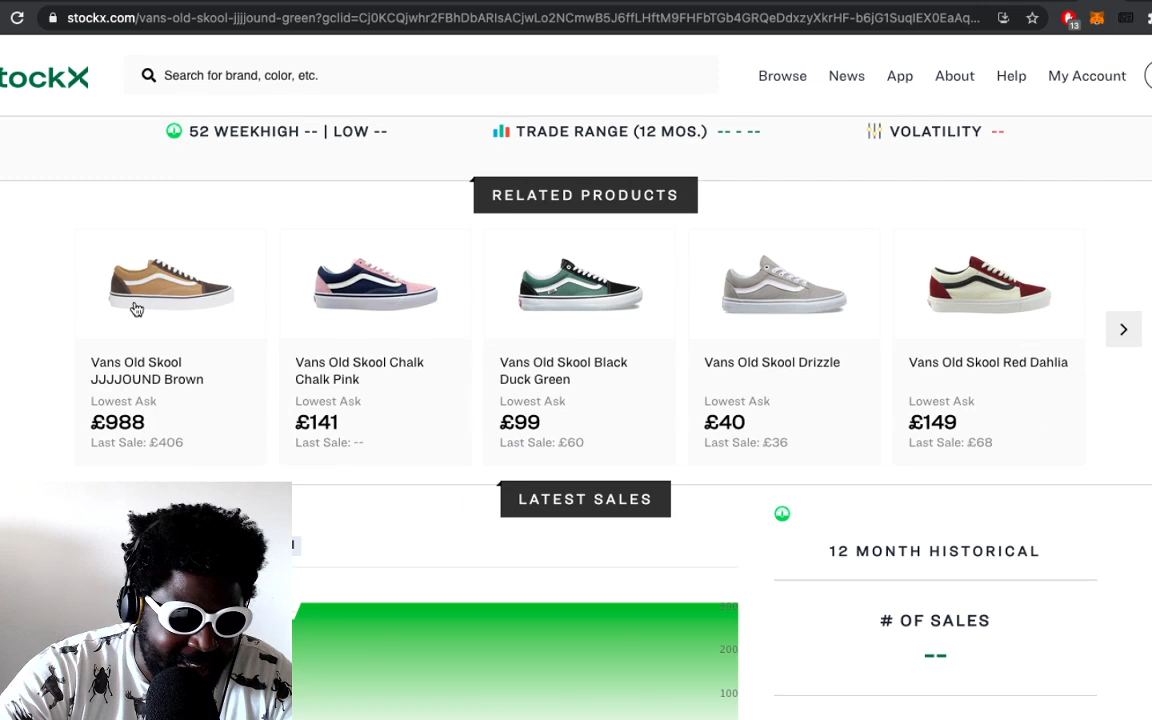 stockx.com/vans-old-skool-jjjjound-green?gclid=Cj0KCQjwhr2FBhDbARIsACjwLo2NCmwB5J6ffLHftM9FHFbTGb4GRQeDdxzyXkrHF-b6jG1SuqIEX0EaAq...
13
tockX
Search for brand, color, etc.
Browse
News
App
About
Help
My Account
52 WEEKHIGH -- | LOW --
TRADE RANGE (12 MOS.) -- - --
VOLATILITY --
RELATED PRODUCTS
Vans Old Skool
JJJJOUND Brown
Lowest Ask
£988
Last Sale: £406
Vans Old Skool Chalk
Chalk Pink
Lowest Ask
£141
Last Sale: --
Vans Old Skool Black
Duck Green
Lowest Ask
£99
Last Sale: £60
Vans Old Skool Drizzle
Lowest Ask
£40
Last Sale: £36
Vans Old Skool Red Dahlia
Lowest Ask
£149
Last Sale: £68
LATEST SALES
12 MONTH HISTORICAL
# OF SALES
--
300
200
100